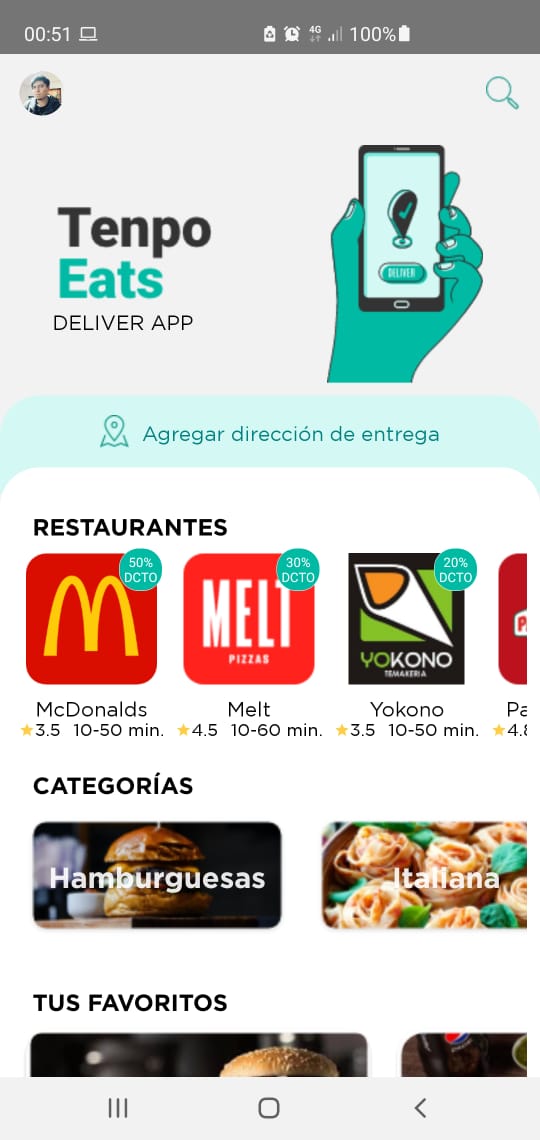 00:51 4G 100%
Tenpo
Eats
DELIVER APP
DELIVER
Agregar dirección de entrega
RESTAURANTES
50%
DCTO
30%
DCTO
20%
DCTO
MELT
PIZZAS
YOKONO
TEMAKERIA
McDonalds
Melt
Yokono
Pa
3.5 10-50 min.
4.5 10-60 min.
3.5 10-50 min.
4.8
CATEGORÍAS
Hamburguesas
Italiana
TUS FAVORITOS
pepsi